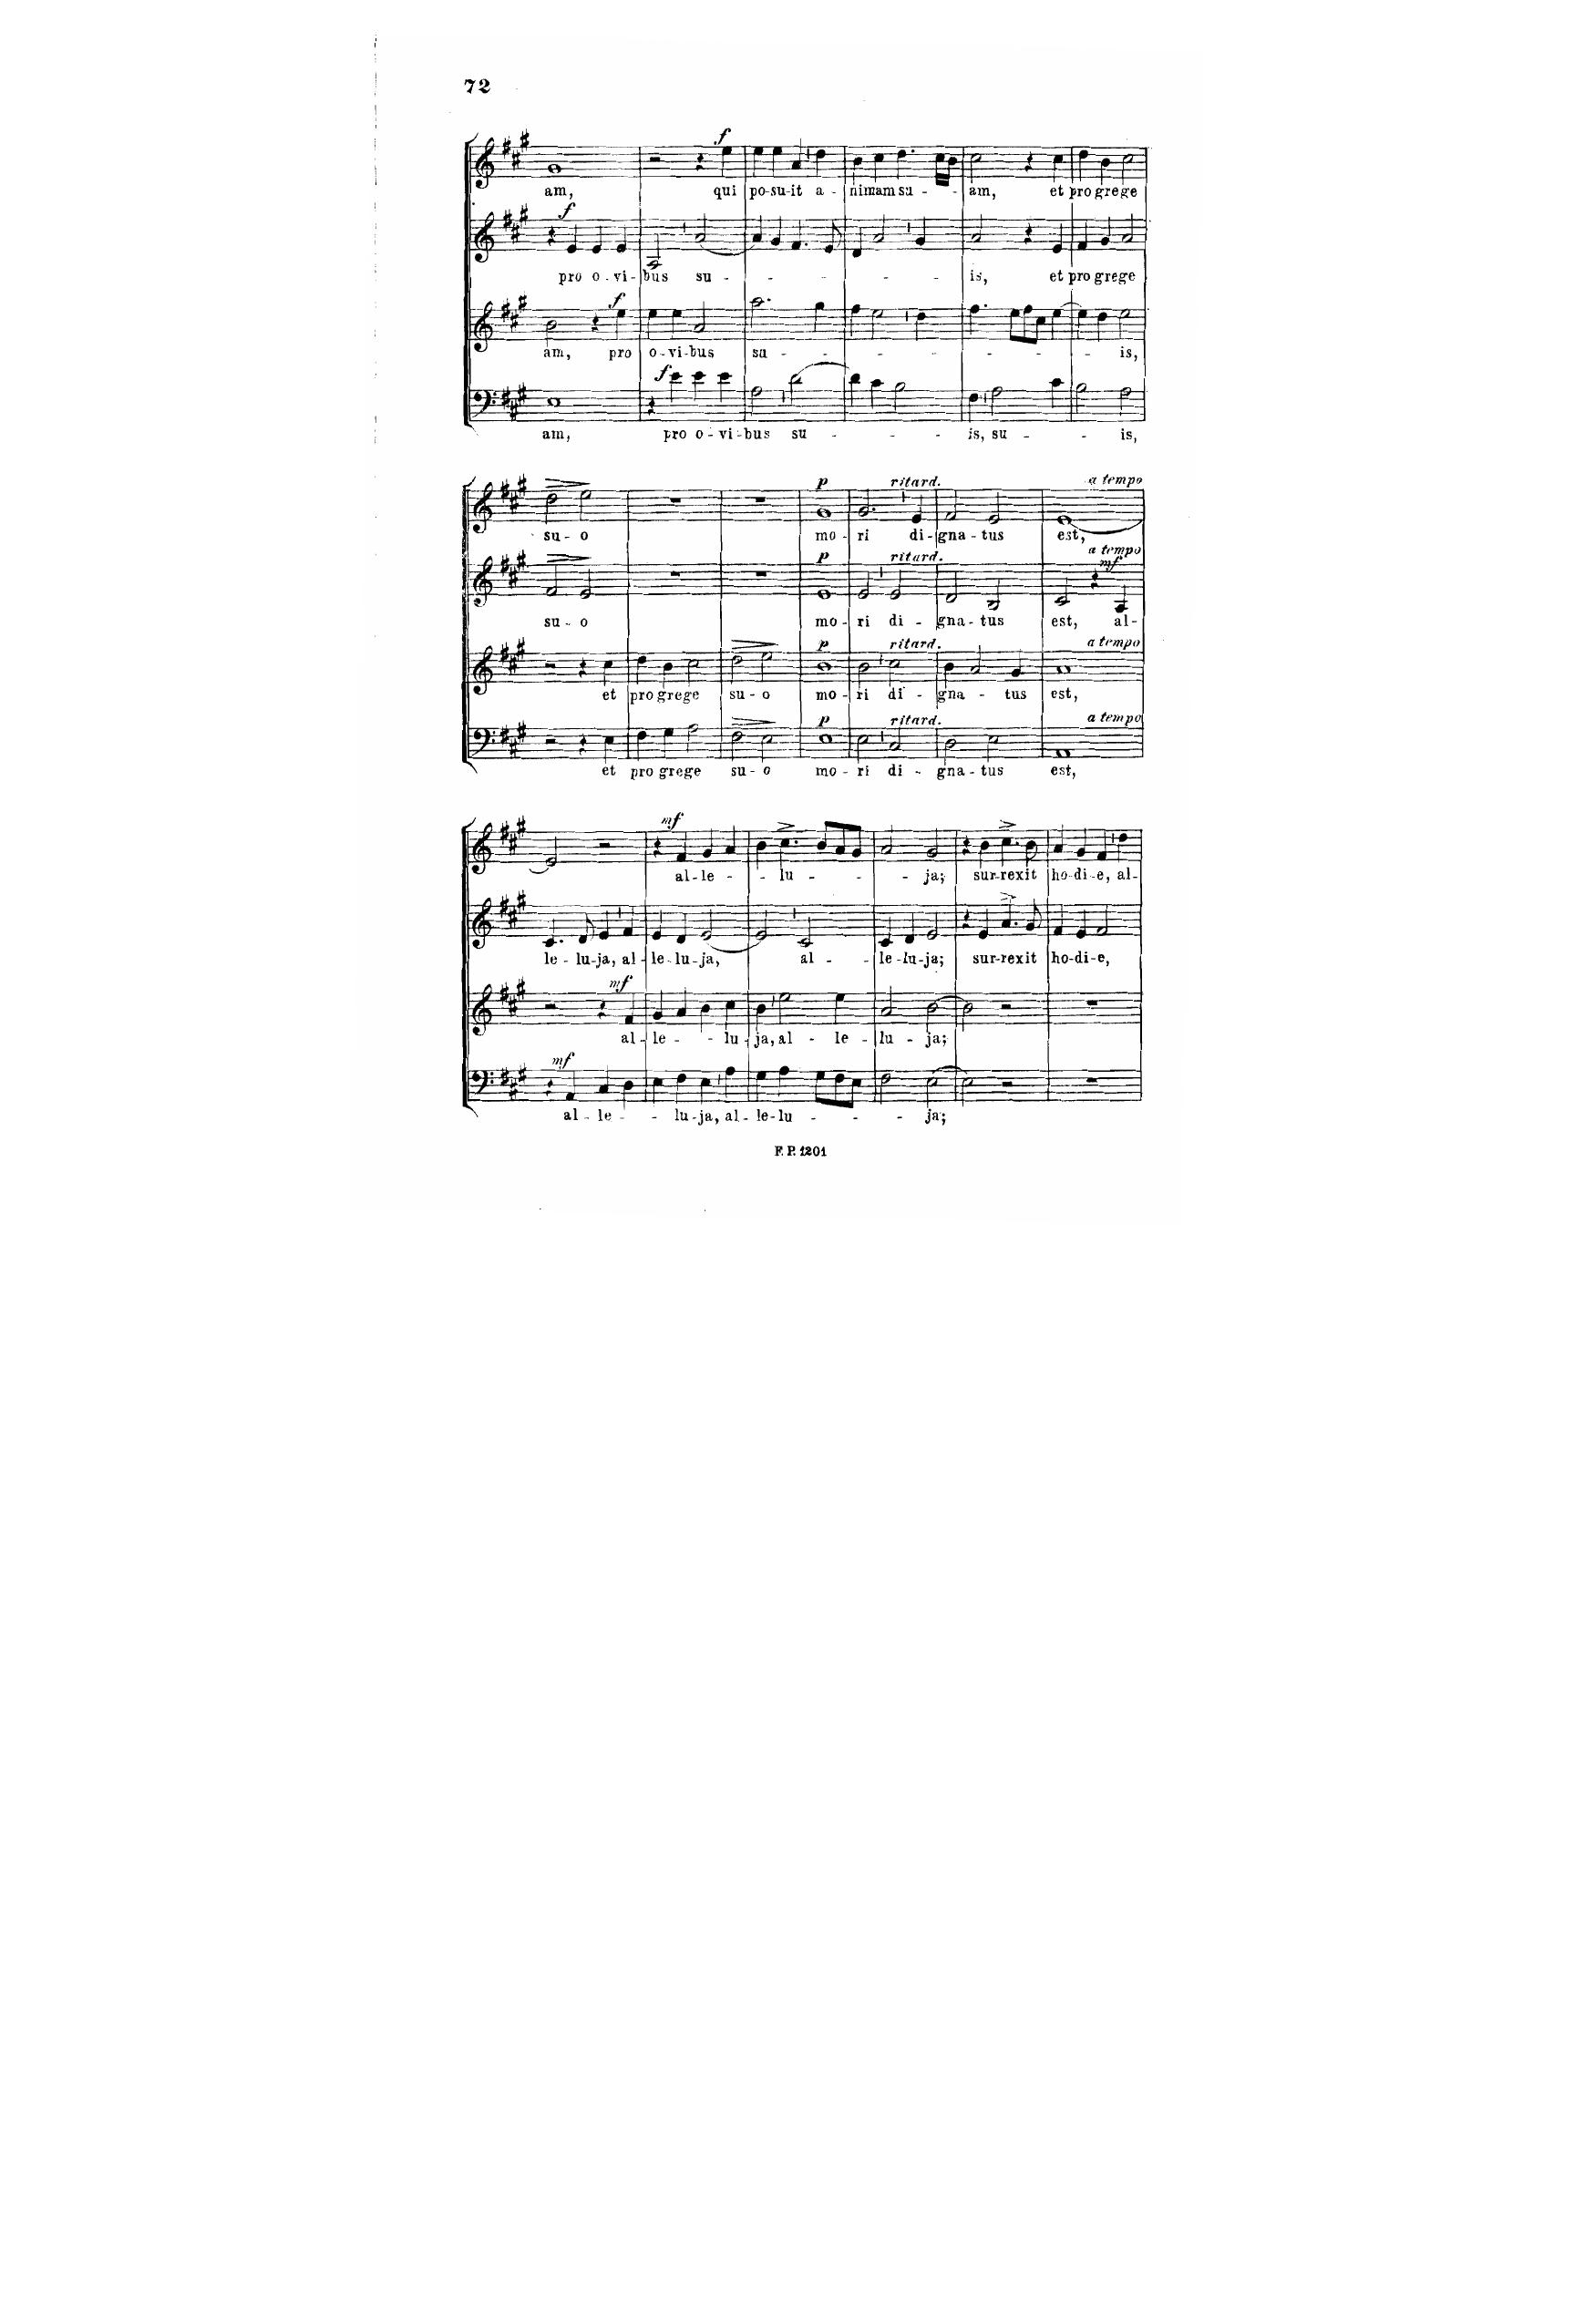 72
f
am, qui po-su-it a-nimam su - am, et pro grege
f
pro o-vi-bus su - is, et pro grege
f
am, pro o-vi-bus su - is,
f
am, pro o-vi-bus su - is, su - is,
p ritard. a tempo
su-o mo-ri di-gna-tus est,
p ritard. a tempo mf
su-o mo-ri di-gna-tus est, al-
p ritard. a tempo
et pro grege su-o mo-ri di-gna-tus est,
p ritard. a tempo
et pro grege su-o mo-ri di-gna-tus est,
mf
al-le - lu - ja; sur-rexit ho-di-e, al-
le-lu-ja, al-le-lu-ja, al-le-lu-ja; sur-rexit ho-di-e,
mf
al-le - lu-ja, al-le-lu-ja;
mf
al-le - lu-ja, al-le-lu - ja;
F. P. 1201